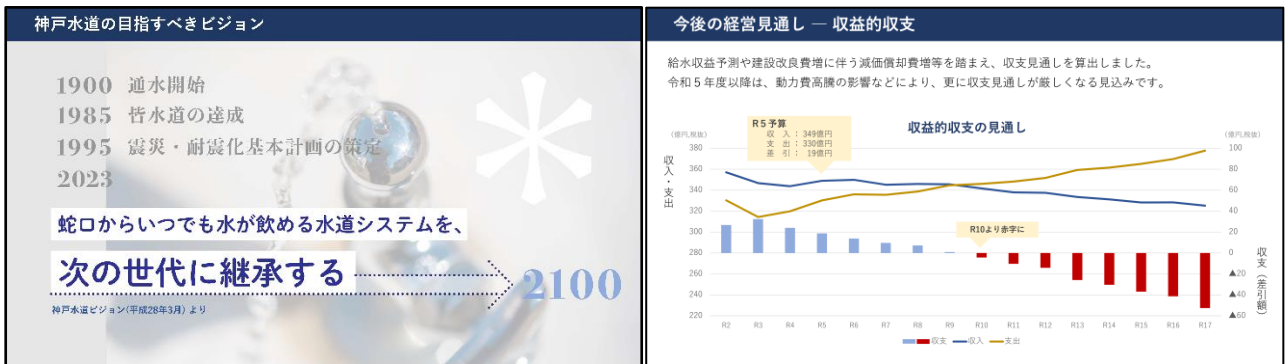 神戸水道の目指すべきビジョン
1900 通水開始
1985 皆水道の達成
1995 震災・耐震化基本計画の策定
2023
蛇口からいつでも水が飲める水道システムを、
次の世代に継承する
2100
神戸水道ビジョン(平成28年3月)より
今後の経営見通し ― 収益的収支
給水収益予測や建設改良費増に伴う減価償却費増等を踏まえ、収支見通しを算出しました。
令和5年度以降は、動力費高騰の影響などにより、更に収支見通しが厳しくなる見込みです。
収益的収支の見通し
(億円,税抜)
(億円,税抜)
R5予算
収 入：349億円
支 出：330億円
差 引： 19億円
収入・支出
380
360
340
320
300
280
260
240
220
R10より赤字に
100
80
60
40
20
0
▲20
▲40
▲60
収支（差引額）
R2 R3 R4 R5 R6 R7 R8 R9 R10 R11 R12 R13 R14 R15 R16 R17
収支 収入 支出